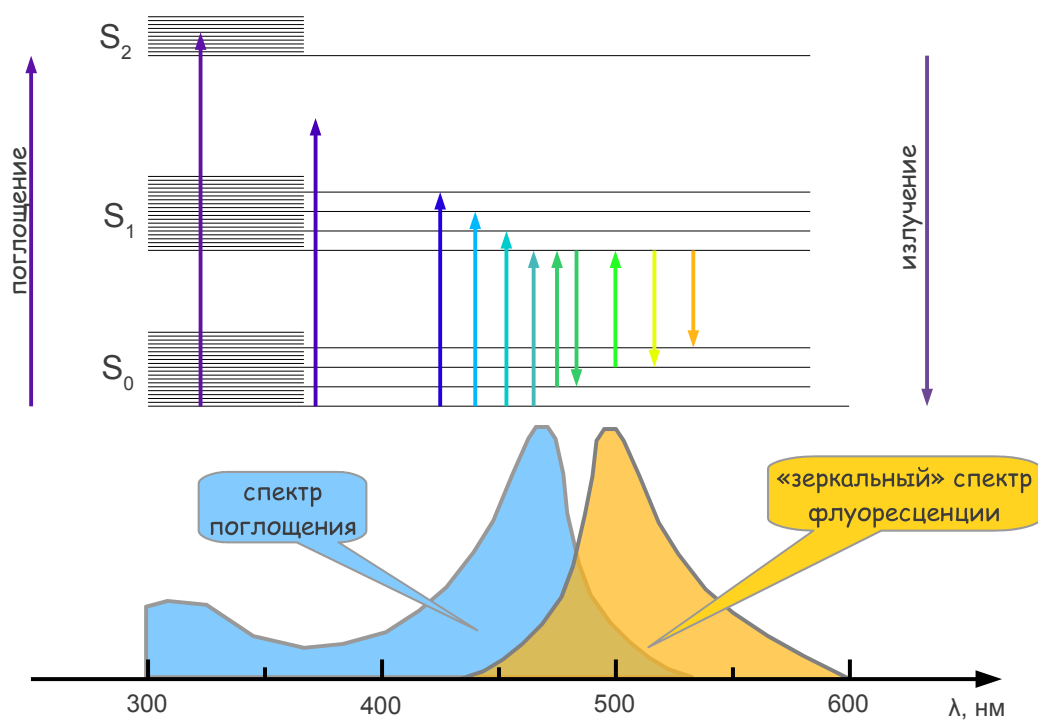 S₂
поглощение
излучение
S₁
S₀
спектр
поглощения
«зеркальный» спектр
флуоресценции
300
400
500
600
λ, нм